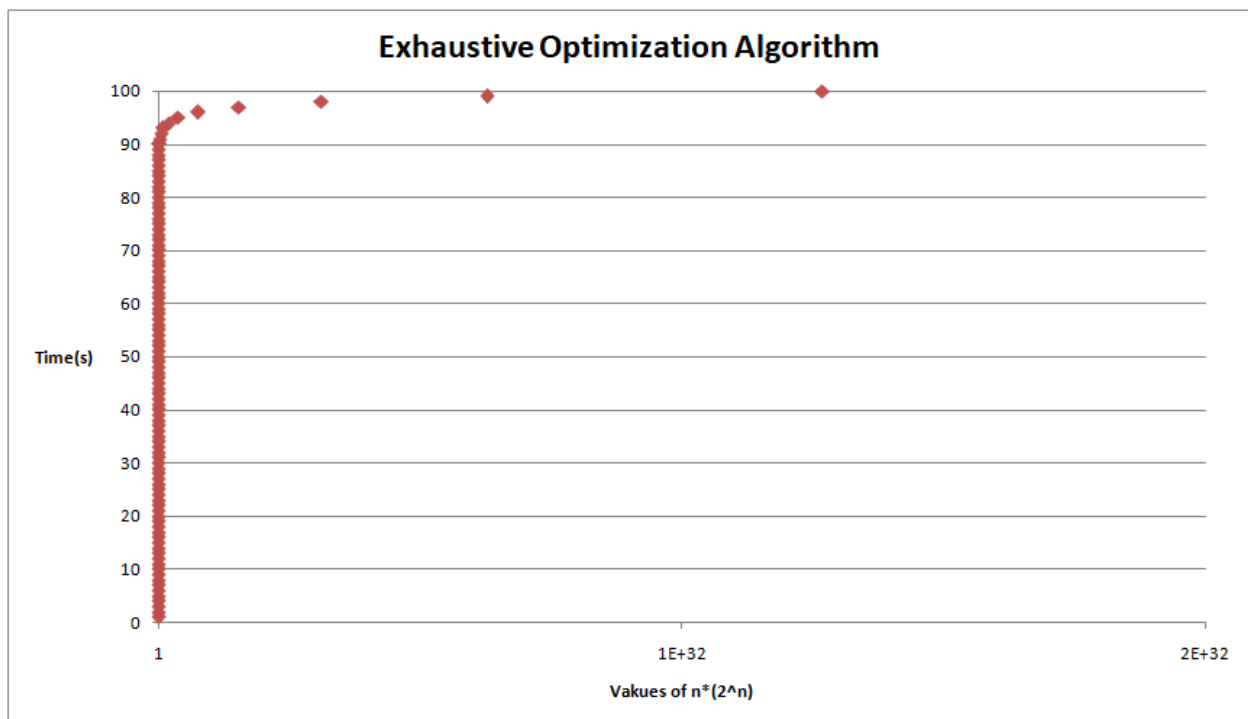 Exhaustive Optimization Algorithm
100
90
80
70
60
50
40
30
20
10
0
Time(s)
1
1E+32
2E+32
Vakues of n*(2^n)